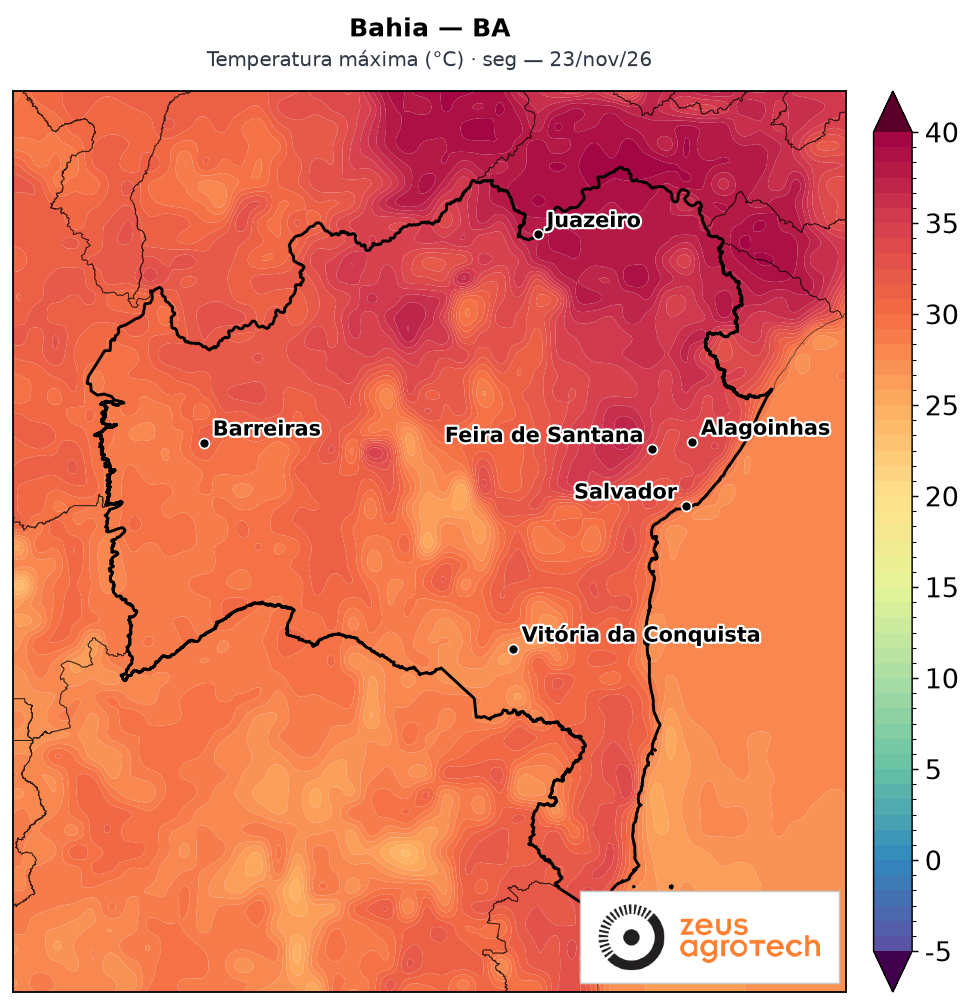 Bahia — BA
Temperatura máxima (°C) · seg — 23/nov/26
Juazeiro
Barreiras
Feira de Santana
Alagoinhas
Salvador
Vitória da Conquista
40
35
30
25
20
15
10
5
0
-5
zeus
agrotech